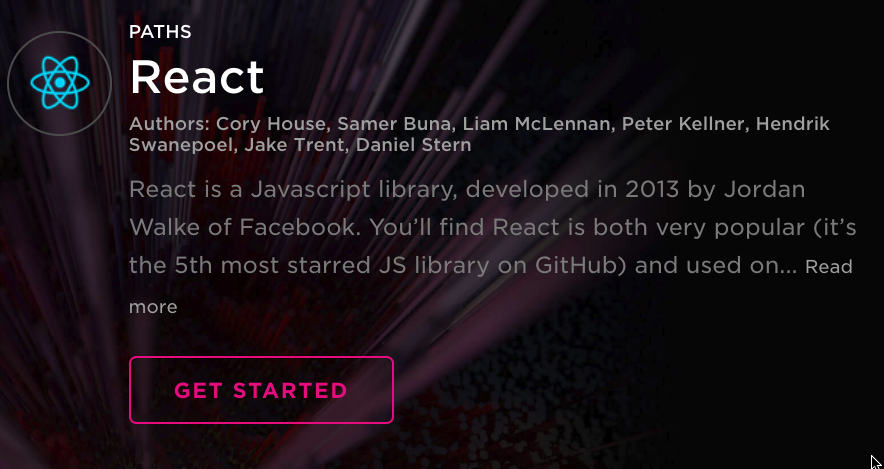 PATHS
React
Authors: Cory House, Samer Buna, Liam McLennan, Peter Kellner, Hendrik
Swanepoel, Jake Trent, Daniel Stern
React is a Javascript library, developed in 2013 by Jordan
Walke of Facebook. You’ll find React is both very popular (it’s
the 5th most starred JS library on GitHub) and used on... Read
more
GET STARTED